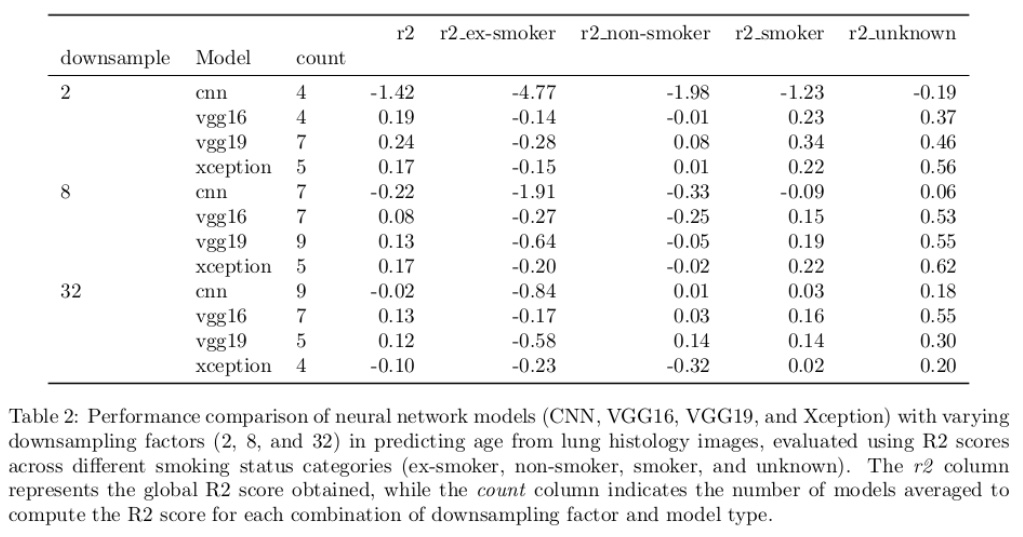 r2 r2_ex-smoker r2_non-smoker r2_smoker r2_unknown
downsample Model count
2 cnn 4 -1.42 -4.77 -1.98 -1.23 -0.19
vgg16 4 0.19 -0.14 -0.01 0.23 0.37
vgg19 7 0.24 -0.28 0.08 0.34 0.46
xception 5 0.17 -0.15 0.01 0.22 0.56
8 cnn 7 -0.22 -1.91 -0.33 -0.09 0.06
vgg16 7 0.08 -0.27 -0.25 0.15 0.53
vgg19 9 0.13 -0.64 -0.05 0.19 0.55
xception 5 0.17 -0.20 -0.02 0.22 0.62
32 cnn 9 -0.02 -0.84 0.01 0.03 0.18
vgg16 7 0.13 -0.17 0.03 0.16 0.55
vgg19 5 0.12 -0.58 0.14 0.14 0.30
xception 4 -0.10 -0.23 -0.32 0.02 0.20
Table 2: Performance comparison of neural network models (CNN, VGG16, VGG19, and Xception) with varying
downsampling factors (2, 8, and 32) in predicting age from lung histology images, evaluated using R2 scores
across different smoking status categories (ex-smoker, non-smoker, smoker, and unknown). The r2 column
represents the global R2 score obtained, while the count column indicates the number of models averaged to
compute the R2 score for each combination of downsampling factor and model type.